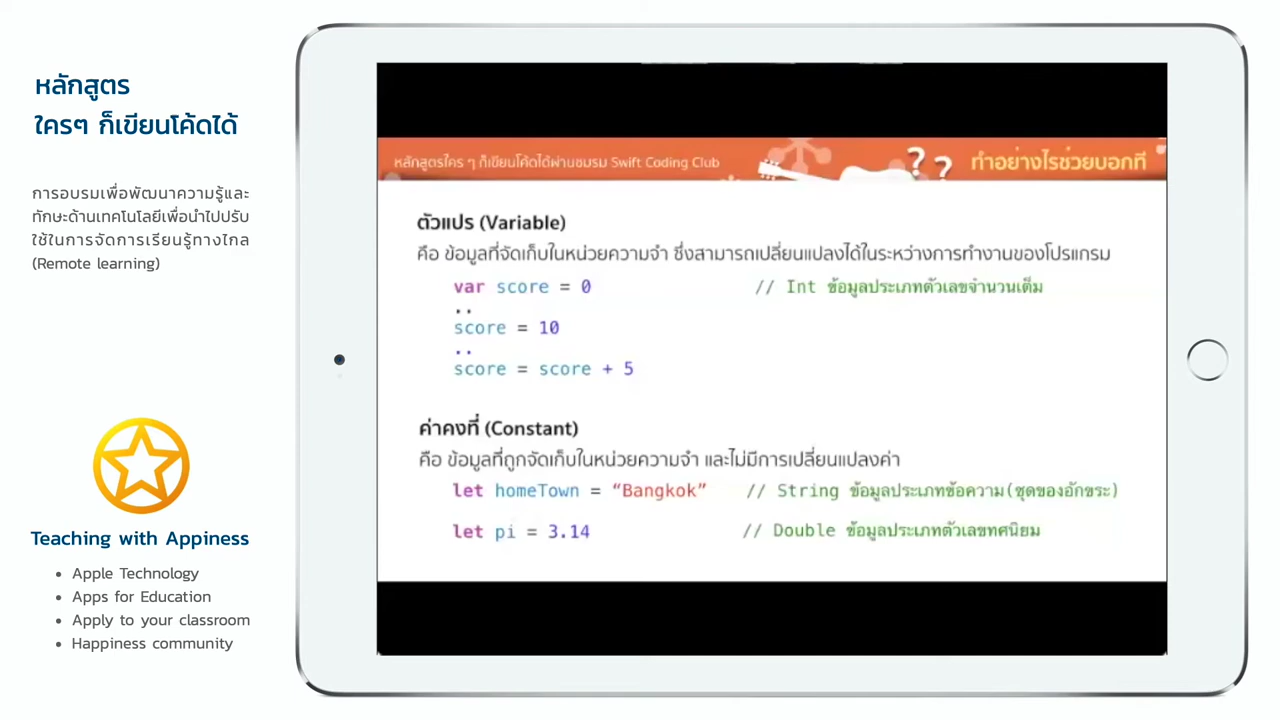 หลักสูตร
ใครๆ ก็เขียนโค้ดได้
การอบรมเพื่อพัฒนาความรู้และ
ทักษะด้านเทคโนโลยีเพื่อนำไปปรับ
ใช้ในการจัดการเรียนรู้ทางไกล
(Remote learning)
Teaching with Appiness
• Apple Technology
• Apps for Education
• Apply to your classroom
• Happiness community
หลักสูตรใคร ๆ ก็เขียนโค้ดได้ผ่านชมรม Swift Coding Club
? ? ทำอย่างไรช่วยบอกที
ตัวแปร (Variable)
คือ ข้อมูลที่จัดเก็บในหน่วยความจำ ซึ่งสามารถเปลี่ยนแปลงได้ในระหว่างการทำงานของโปรแกรม
var score = 0 // Int ข้อมูลประเภทตัวเลขจำนวนเต็ม
..
score = 10
..
score = score + 5
ค่าคงที่ (Constant)
คือ ข้อมูลที่ถูกจัดเก็บในหน่วยความจำ และไม่มีการเปลี่ยนแปลงค่า
let homeTown = “Bangkok” // String ข้อมูลประเภทข้อความ(ชุดของอักขระ)
let pi = 3.14 // Double ข้อมูลประเภทตัวเลขทศนิยม